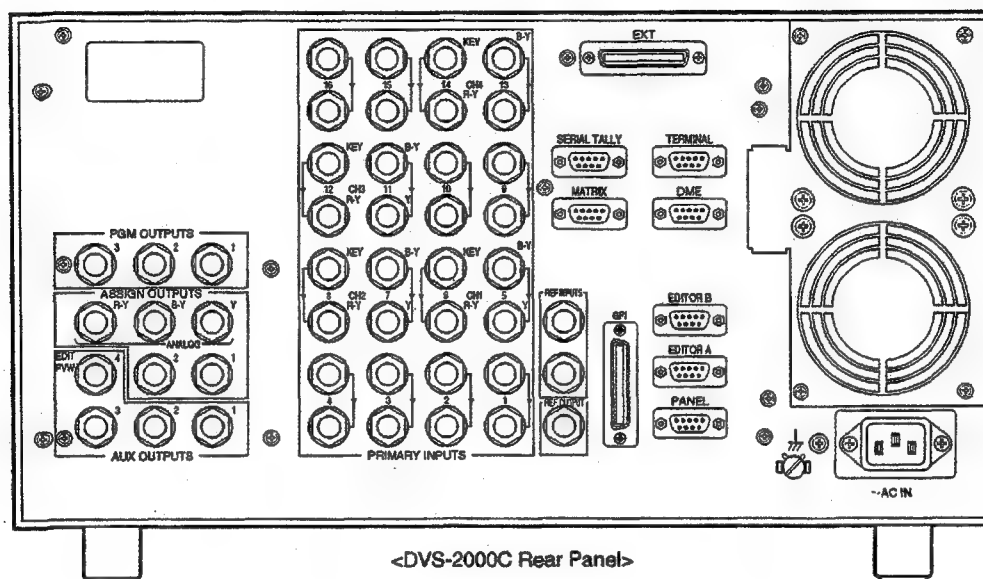 EXT
KEY B-Y
16 15 14 CH4 13
R-Y
SERIAL TALLY TERMINAL
KEY B-Y
12 CH3 11 10 9
R-Y Y
MATRIX DME
PGM OUTPUTS
3 2 1
KEY B-Y KEY B-Y
8 CH2 7 6 CH1 5
R-Y Y R-Y Y
ASSIGN OUTPUTS
R-Y B-Y Y
ANALOG
REF INPUTS
GPI
EDITOR B
EDIT
PVW
4 2 1
EDITOR A
4 3 2 1
REF OUTPUT
PANEL
3 2 1
AUX OUTPUTS
PRIMARY INPUTS
~AC IN
<DVS-2000C Rear Panel>